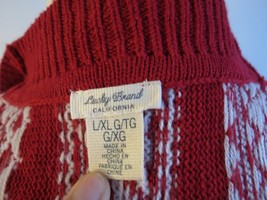 Lucky Brand
CALIFORNIA
L/XL G/TG
G/XG
MADE IN
CHINA
HECHO EN
CHINA
FABRIQUÉ EN
CHINE